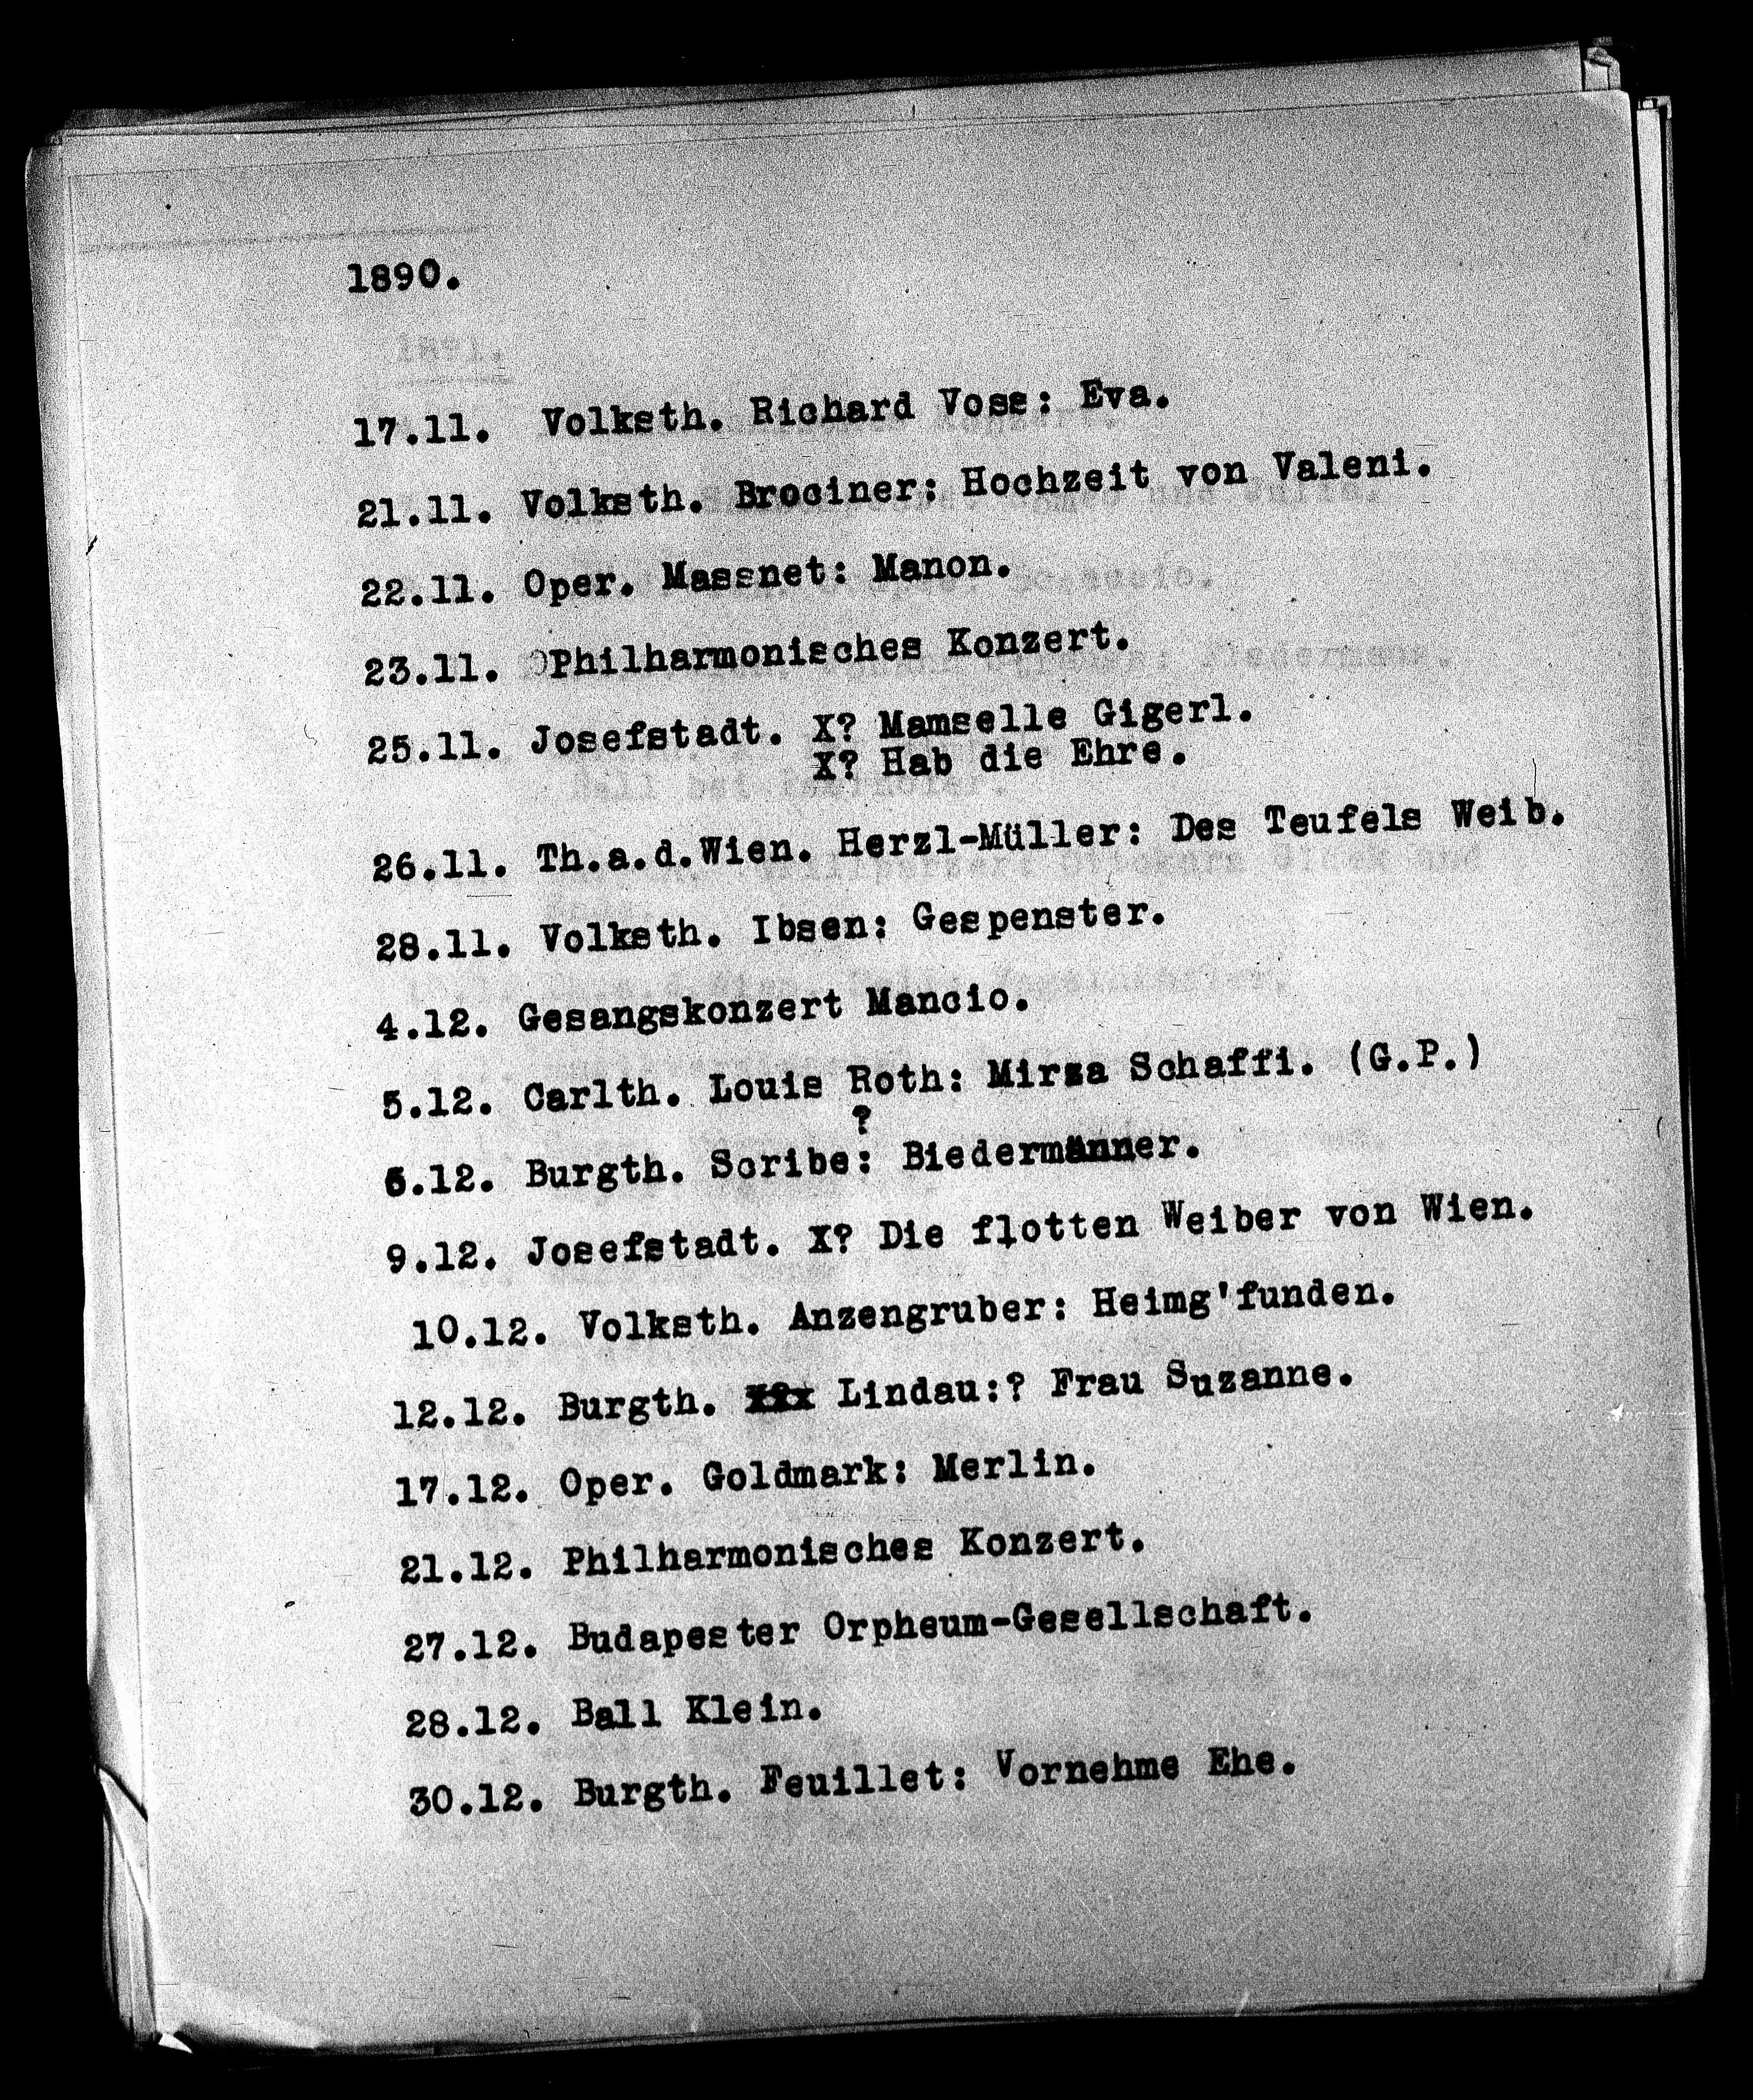 1890.
17.11. Volksth. Richard Voss: Eva.
21.11. Volksth. Brociner: Hochzeit von Valeni.
22.11. Oper. Massnet: Manon.
23.11. Philharmonisches Konzert.
25.11. Josefstadt. X? Mamselle Gigerl.
X? Hab die Ehre.
26.11. Th.a.d.Wien. Herzl-Müller: Des Teufels Weib.
28.11. Volksth. Ibsen: Gespenster.
4.12. Gesangskonzert Mancio.
5.12. Carlth. Louis Roth: Mirza Schaffi. (G.P.)
?
6.12. Burgth. Scribe: Biedermänner.
9.12. Josefstadt. X? Die flotten Weiber von Wien.
10.12. Volksth. Anzengruber: Heimg'funden.
12.12. Burgth. Lindau:? Frau Suzanne.
17.12. Oper. Goldmark: Merlin.
21.12. Philharmonisches Konzert.
27.12. Budapester Orpheum-Gesellschaft.
28.12. Ball Klein.
30.12. Burgth. Feuillet: Vornehme Ehe.